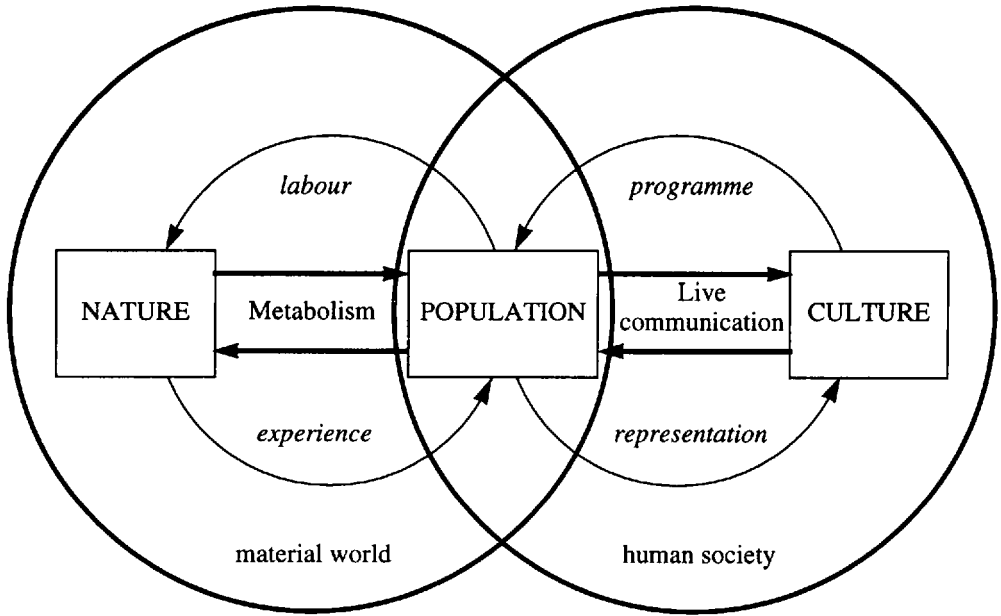 labour
programme
NATURE
Metabolism
POPULATION
Live
communication
CULTURE
experience
representation
material world
human society